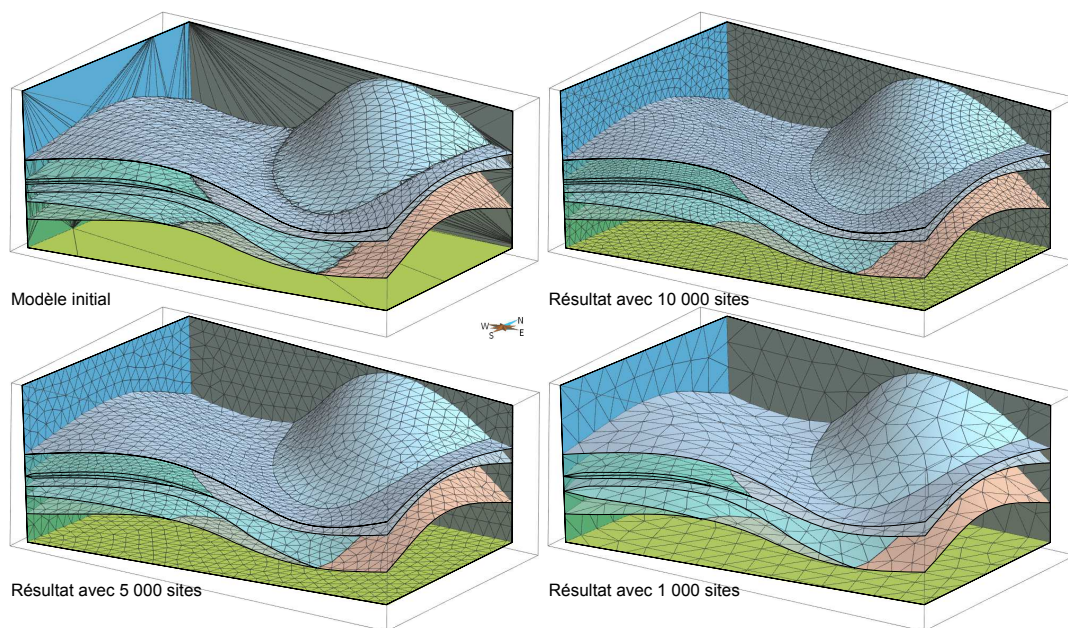 Modèle initial
Résultat avec 10 000 sites
N
W
S
E
Résultat avec 5 000 sites
Résultat avec 1 000 sites